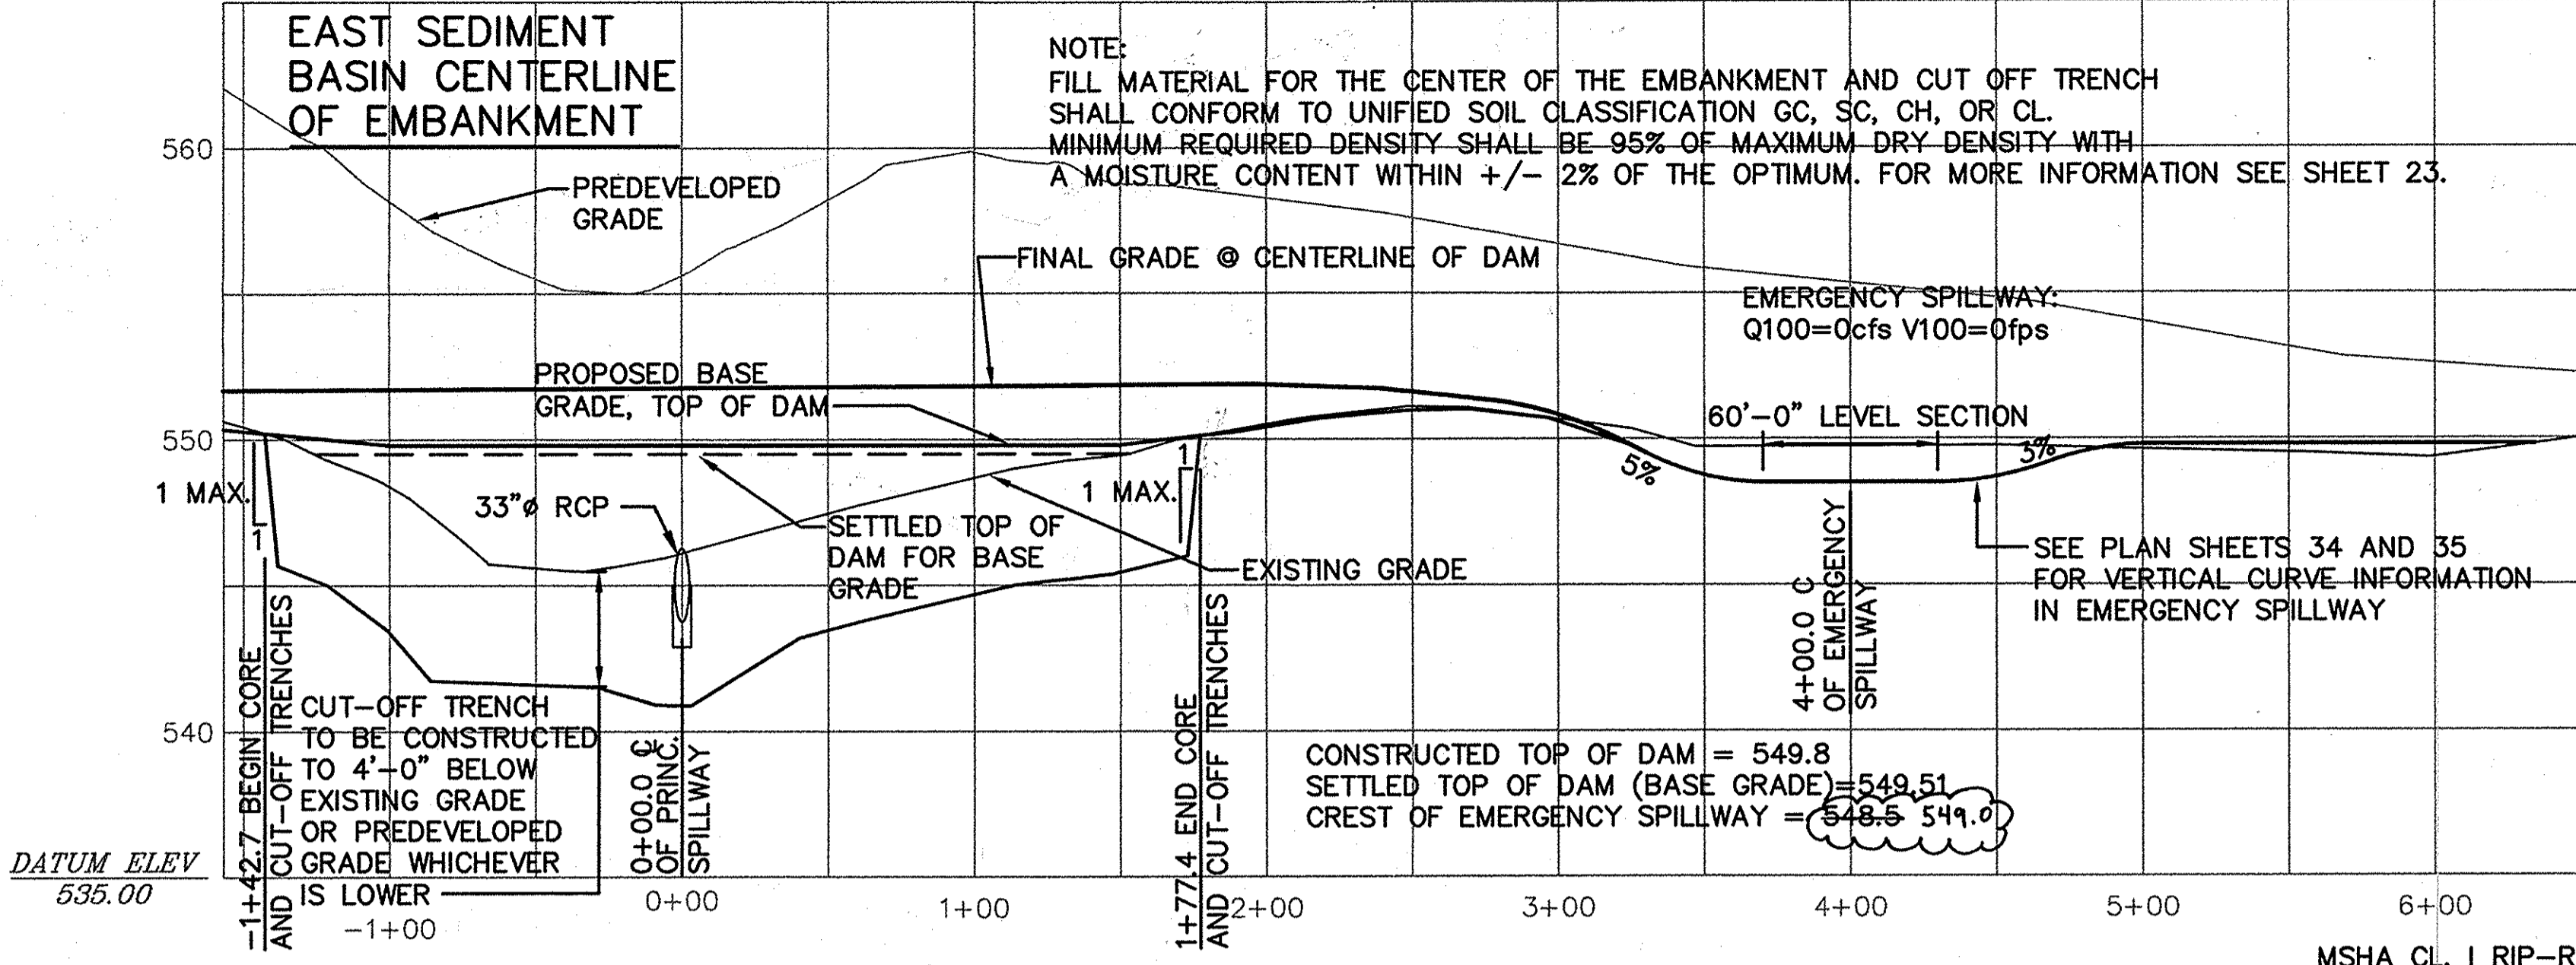 EAST SEDIMENT
BASIN CENTERLINE
OF EMBANKMENT
NOTE:
FILL MATERIAL FOR THE CENTER OF THE EMBANKMENT AND CUT OFF TRENCH
SHALL CONFORM TO UNIFIED SOIL CLASSIFICATION GC, SC, CH, OR CL.
MINIMUM REQUIRED DENSITY SHALL BE 95% OF MAXIMUM DRY DENSITY WITH
A MOISTURE CONTENT WITHIN +/- 2% OF THE OPTIMUM. FOR MORE INFORMATION SEE SHEET 23.
560
PREDEVELOPED
GRADE
FINAL GRADE @ CENTERLINE OF DAM
EMERGENCY SPILLWAY:
Q100=0cfs V100=0fps
PROPOSED BASE
GRADE, TOP OF DAM
60'-0" LEVEL SECTION
550
5%
3%
1 MAX.
1
33"ø RCP
1
1 MAX.
SETTLED TOP OF
DAM FOR BASE
GRADE
EXISTING GRADE
SEE PLAN SHEETS 34 AND 35
FOR VERTICAL CURVE INFORMATION
IN EMERGENCY SPILLWAY
4+00.0 C
OF EMERGENCY
SPILLWAY
540
-1+42.7 BEGIN CORE
AND CUT-OFF TRENCHES
CUT-OFF TRENCH
TO BE CONSTRUCTED
TO 4'-0" BELOW
EXISTING GRADE
OR PREDEVELOPED
GRADE WHICHEVER
IS LOWER
0+00.0 ℄
OF PRINC.
SPILLWAY
1+77.4 END CORE
AND CUT-OFF TRENCHES
CONSTRUCTED TOP OF DAM = 549.8
SETTLED TOP OF DAM (BASE GRADE)=549.51
CREST OF EMERGENCY SPILLWAY = 548.5 549.0
DATUM ELEV
535.00
-1+00
0+00
1+00
2+00
3+00
4+00
5+00
6+00
MSHA CL. I RIP-R